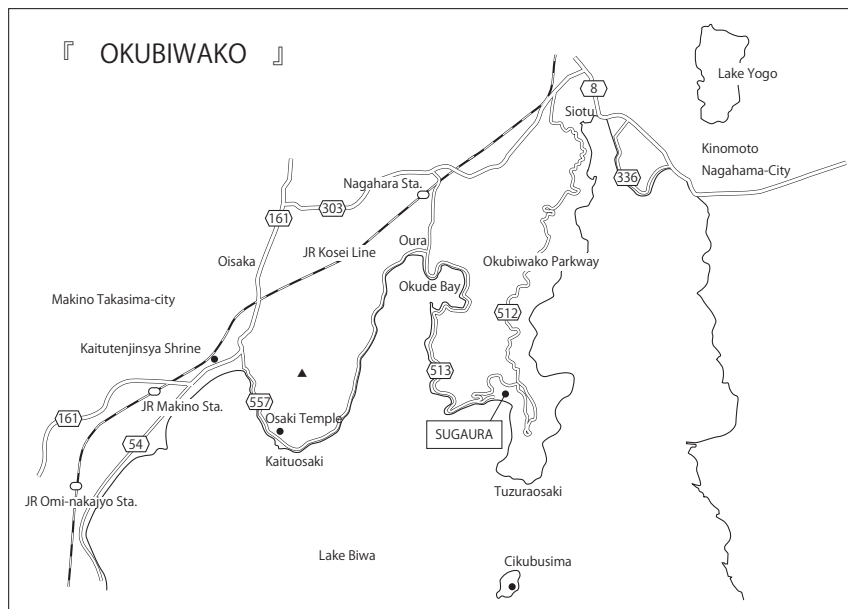 『 OKUBIWAKO 』
Lake Yogo
8
Siotu
Kinomoto
Nagahama-City
336
Nagahara Sta.
303
161
Oura
JR Kosei Line
Oisaka
Okubiwako Parkway
Okude Bay
Makino Takasima-city
512
Kaitutenjinsya Shrine
513
JR Makino Sta.
557
161
Osaki Temple
54
SUGAURA
Kaituosaki
Tuzuraosaki
JR Omi-nakajyo Sta.
Lake Biwa
Cikubusima